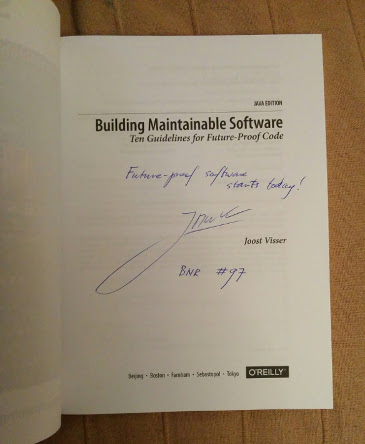 JAVA EDITION
Building Maintainable Software
Ten Guidelines for Future-Proof Code
Future-proof software
starts today!
Joost Visser
BNR #97
Beijing • Boston • Farnham • Sebastopol • Tokyo O'REILLY